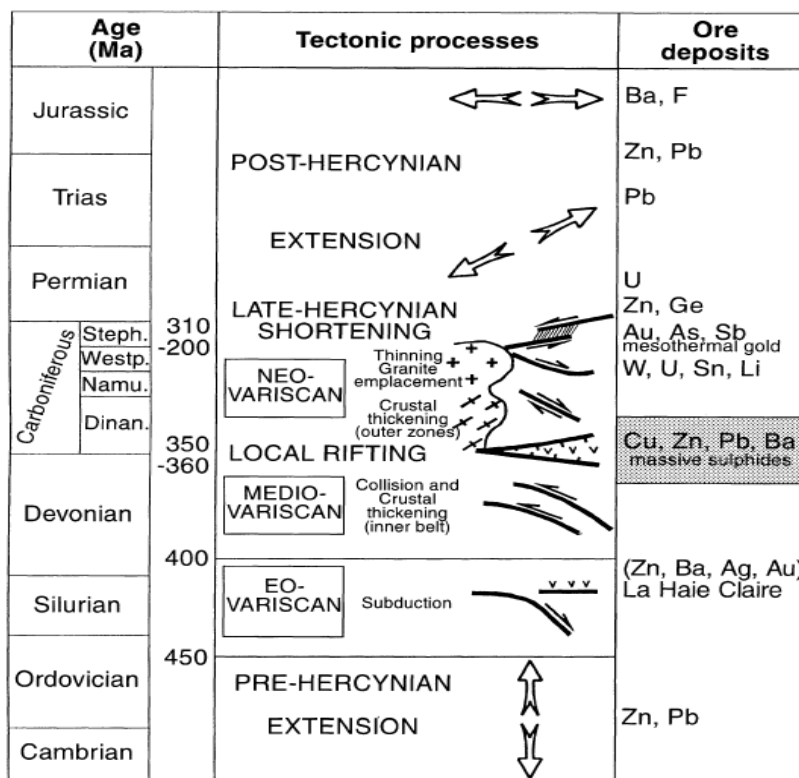 Age
(Ma)
Tectonic processes
Ore
deposits
Jurassic
Ba, F
POST-HERCYNIAN
Zn, Pb
Trias
Pb
EXTENSION
Permian
U
LATE-HERCYNIAN
SHORTENING
Zn, Ge
Carboniferous
Steph.
310
-200
Au, As, Sb
mesothermal gold
Westp.
Namu.
Dinan.
NEO-
VARISCAN
Thinning
Granite
emplacement
W, U, Sn, Li
Crustal
thickening
(outer zones)
350
-360
LOCAL RIFTING
Cu, Zn, Pb, Ba
massive sulphides
Devonian
MEDIO-
VARISCAN
Collision and
Crustal
thickening
(inner belt)
400
(Zn, Ba, Ag, Au)
La Haie Claire
Silurian
EO-
VARISCAN
Subduction
450
Ordovician
PRE-HERCYNIAN
EXTENSION
Zn, Pb
Cambrian